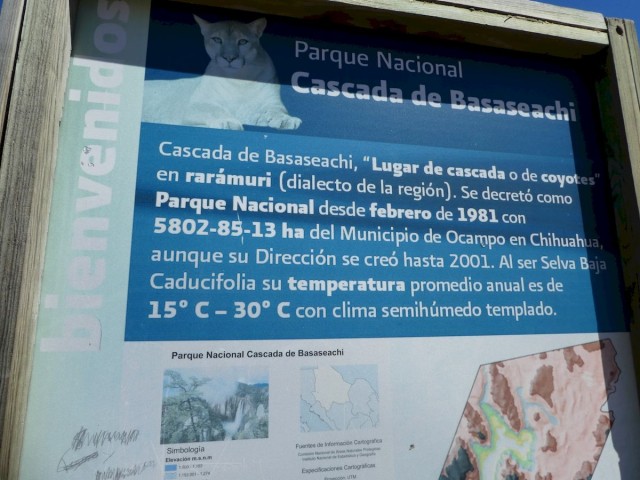 bienvenidos
Parque Nacional
Cascada de Basaseachi
Cascada de Basaseachi, "Lugar de cascada o de coyotes"
en rarámuri (dialecto de la región). Se decretó como
Parque Nacional desde febrero de 1981 con
5802-85-13 ha del Municipio de Ocampo en Chihuahua,
aunque su Dirección se creó hasta 2001. Al ser Selva Baja
Caducifolia su temperatura promedio anual es de
15° C – 30° C con clima semihúmedo templado.
Parque Nacional Cascada de Basaseachi
Simbología
Elevación m.s.n.m
Fuentes de Información Cartográfica
Especificaciones Cartográficas